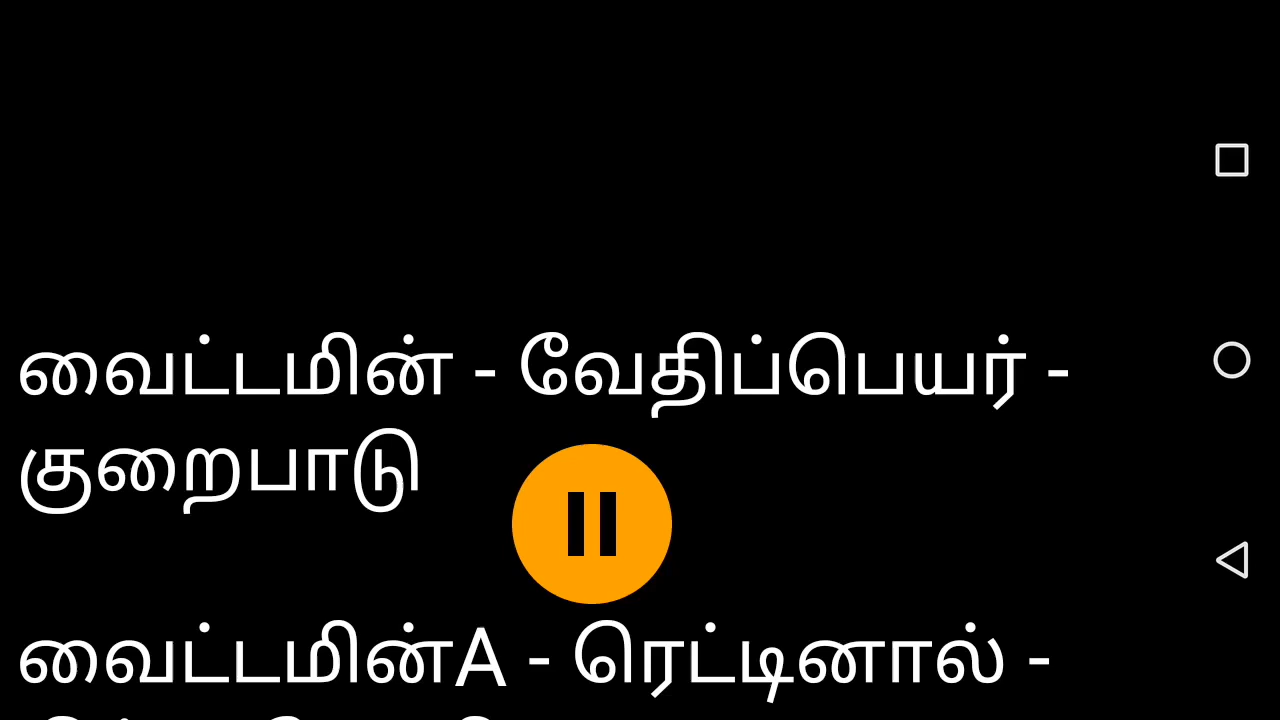 வைட்டமின் - வேதிப்பெயர் -
குறைபாடு
வைட்டமின்A - ரெட்டினால் -